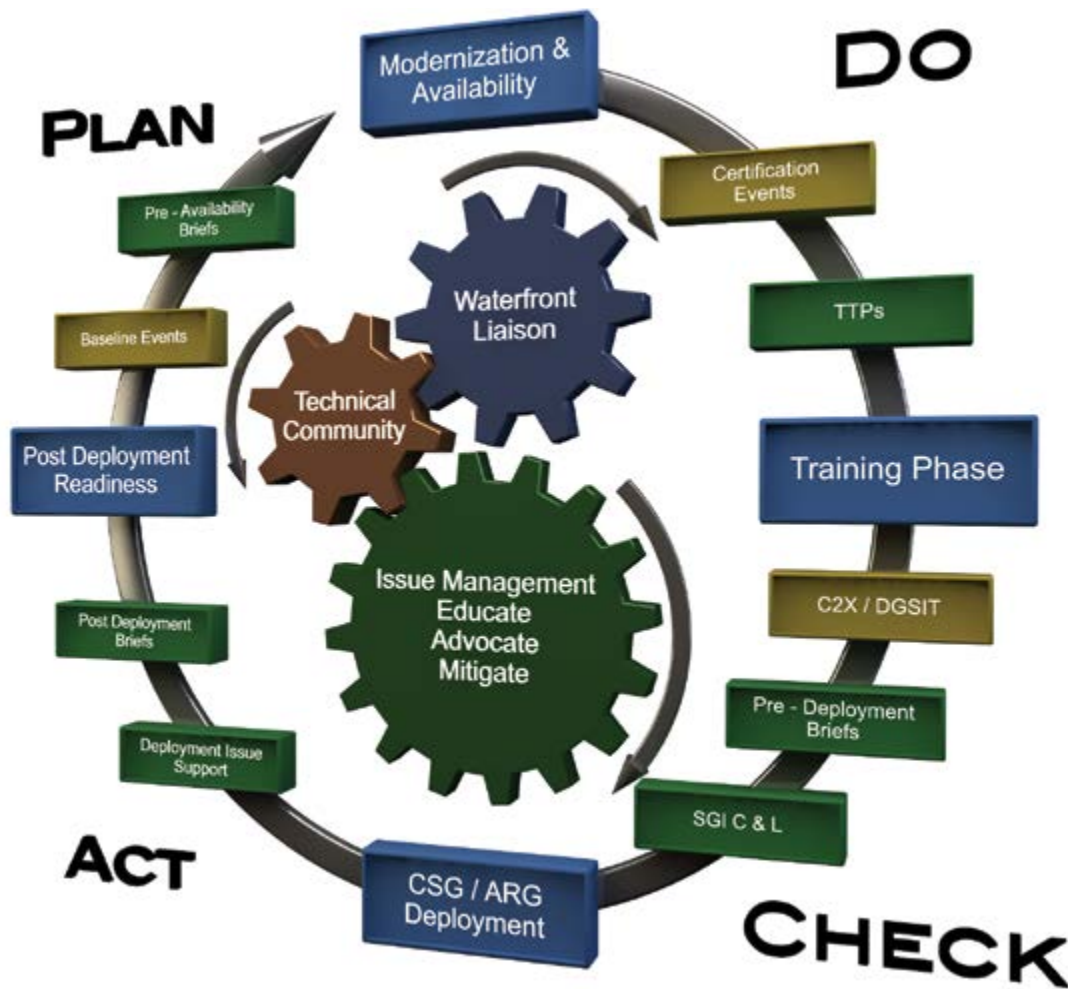 Modernization &
Availability
DO
PLAN
Certification
Events
Pre - Availability
Briefs
TTPs
Waterfront
Liaison
Baseline Events
Technical
Community
Training Phase
Post Deployment
Readiness
Issue Management
Educate
Advocate
Mitigate
C2X / DGSIT
Post Deployment
Briefs
Pre - Deployment
Briefs
Deployment Issue
Support
SGI C & L
ACT
CSG / ARG
Deployment
CHECK